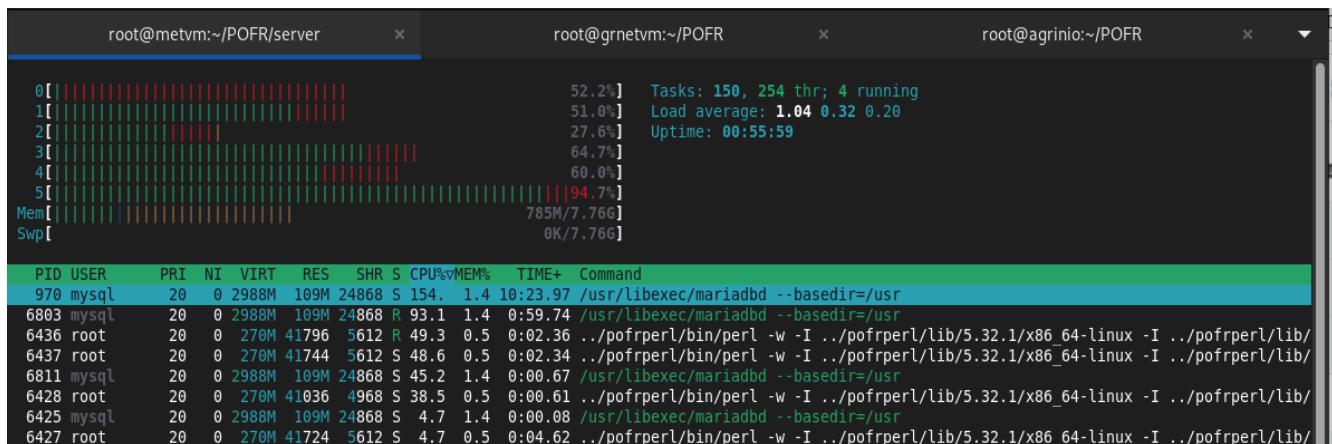 root@metvm:~/POFR/server × root@grnetvm:~/POFR × root@agrinio:~/POFR ×
0[ 52.2%] Tasks: 150, 254 thr; 4 running
1[ 51.0%] Load average: 1.04 0.32 0.20
2[ 27.6%] Uptime: 00:55:59
3[ 64.7%]
4[ 60.0%]
5[ 94.7%]
Mem[ 785M/7.76G]
Swp[ 0K/7.76G]
PID USER PRI NI VIRT RES SHR S CPU%▽MEM% TIME+ Command
970 mysql 20 0 2988M 109M 24868 S 154. 1.4 10:23.97 /usr/libexec/mariadbd --basedir=/usr
6803 mysql 20 0 2988M 109M 24868 R 93.1 1.4 0:59.74 /usr/libexec/mariadbd --basedir=/usr
6436 root 20 0 270M 41796 5612 R 49.3 0.5 0:02.36 ../pofrperl/bin/perl -w -I ../pofrperl/lib/5.32.1/x86_64-linux -I ../pofrperl/lib/
6437 root 20 0 270M 41744 5612 S 48.6 0.5 0:02.34 ../pofrperl/bin/perl -w -I ../pofrperl/lib/5.32.1/x86_64-linux -I ../pofrperl/lib/
6811 mysql 20 0 2988M 109M 24868 S 45.2 1.4 0:00.67 /usr/libexec/mariadbd --basedir=/usr
6428 root 20 0 270M 41036 4968 S 38.5 0.5 0:00.61 ../pofrperl/bin/perl -w -I ../pofrperl/lib/5.32.1/x86_64-linux -I ../pofrperl/lib/
6425 mysql 20 0 2988M 109M 24868 S 4.7 1.4 0:00.08 /usr/libexec/mariadbd --basedir=/usr
6427 root 20 0 270M 41724 5612 S 4.7 0.5 0:04.62 ../pofrperl/bin/perl -w -I ../pofrperl/lib/5.32.1/x86_64-linux -I ../pofrperl/lib/